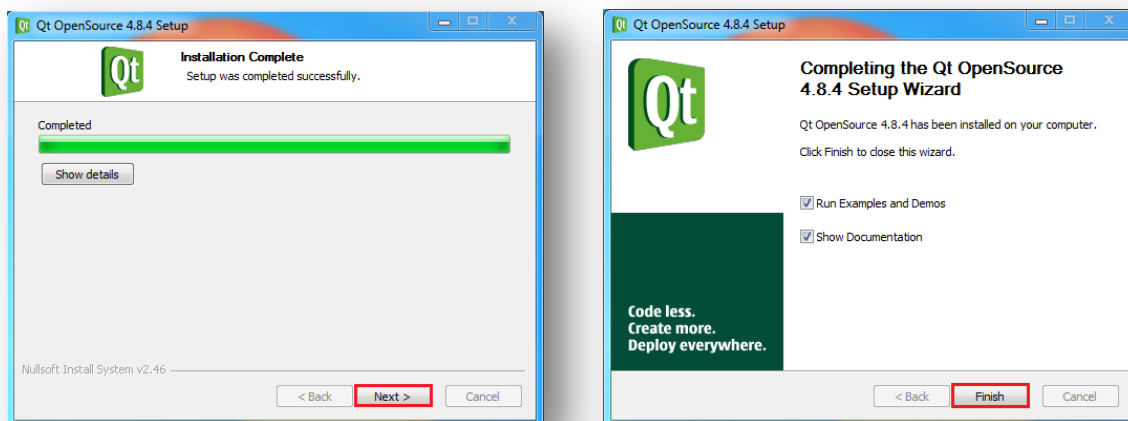 Qt OpenSource 4.8.4 Setup
Qt
Installation Complete
Setup was completed successfully.
Completed
Show details
Nullsoft Install System v2.46
< Back
Next >
Cancel
Qt OpenSource 4.8.4 Setup
Qt
Completing the Qt OpenSource
4.8.4 Setup Wizard
Qt OpenSource 4.8.4 has been installed on your computer.
Click Finish to close this wizard.
Run Examples and Demos
Show Documentation
Code less.
Create more.
Deploy everywhere.
< Back
Finish
Cancel